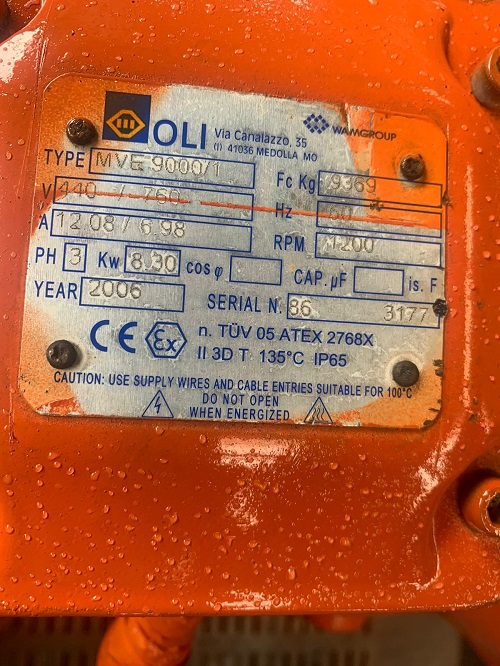 OLI Via Canalazzo, 35
(I) 41036 MEDOLLA MO
WAMGROUP
TYPE MVE 9000/1 Fc Kg 9369
V 440 / 760 Hz 60
A 12.08 / 6.98 RPM 1200
PH 3 Kw 8.30 cos φ CAP. µF is. F
YEAR 2006 SERIAL N. 86 3177
CE Ex n. TÜV 05 ATEX 2768X
II 3D T 135°C IP65
CAUTION: USE SUPPLY WIRES AND CABLE ENTRIES SUITABLE FOR 100°C
DO NOT OPEN
WHEN ENERGIZED